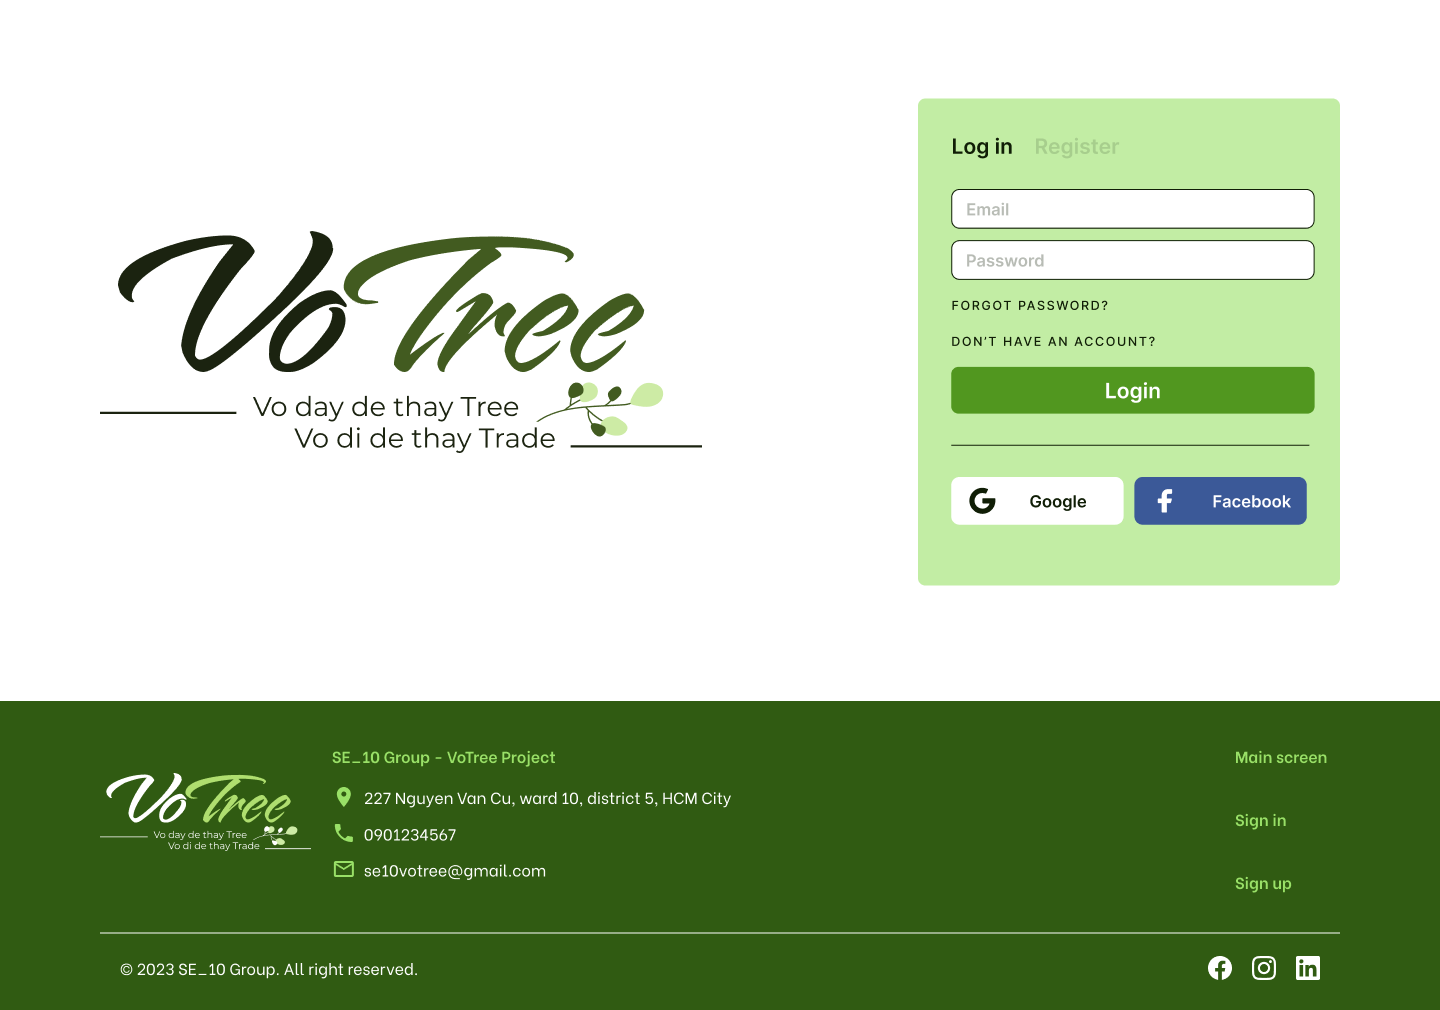 VoTree
Vo day de thay Tree
Vo di de thay Trade
Log in Register
Email
Password
FORGOT PASSWORD?
DON'T HAVE AN ACCOUNT?
Login
Google Facebook
VoTree
Vo day de thay Tree
Vo di de thay Trade
SE_10 Group - VoTree Project
227 Nguyen Van Cu, ward 10, district 5, HCM City
0901234567
se10votree@gmail.com
Main screen
Sign in
Sign up
© 2023 SE_10 Group. All right reserved.